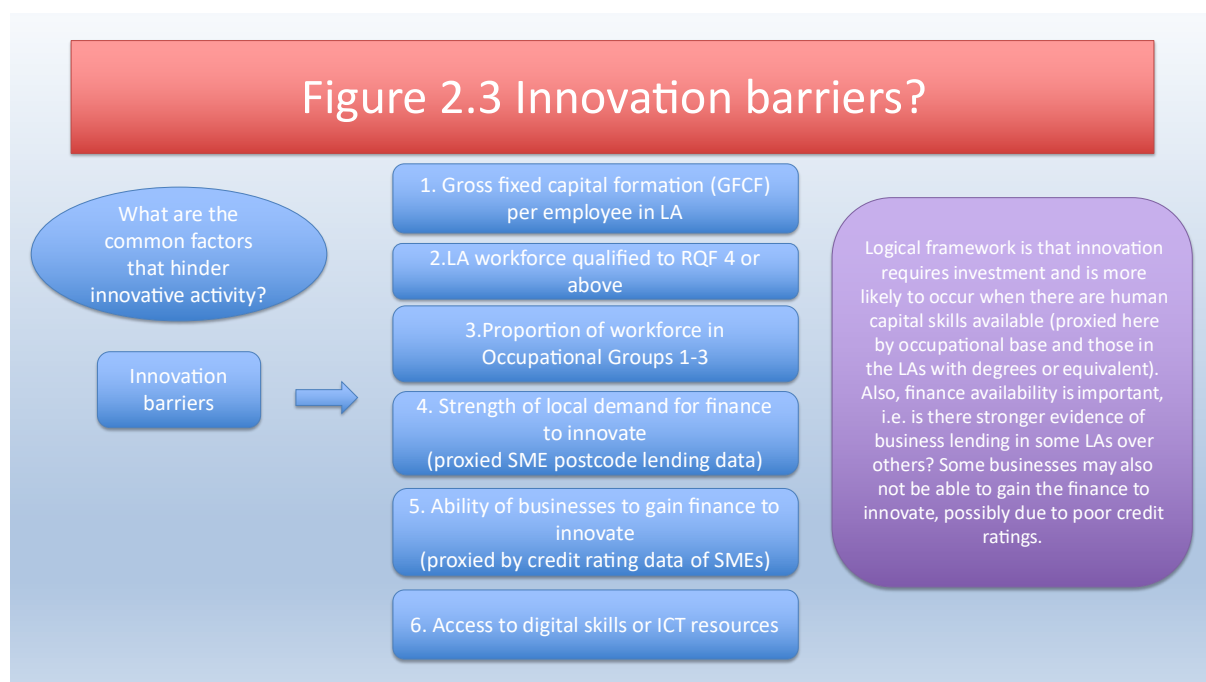 Figure 2.3 Innovation barriers?
What are the
common factors
that hinder
innovative activity?
Innovation
barriers
1. Gross fixed capital formation (GFCF)
per employee in LA
2.LA workforce qualified to RQF 4 or
above
3.Proportion of workforce in
Occupational Groups 1-3
4. Strength of local demand for finance
to innovate
(proxied SME postcode lending data)
5. Ability of businesses to gain finance to
innovate
(proxied by credit rating data of SMEs)
6. Access to digital skills or ICT resources
Logical framework is that innovation
requires investment and is more
likely to occur when there are human
capital skills available (proxied here
by occupational base and those in
the LAs with degrees or equivalent).
Also, finance availability is important,
i.e. is there stronger evidence of
business lending in some LAs over
others? Some businesses may also
not be able to gain the finance to
innovate, possibly due to poor credit
ratings.